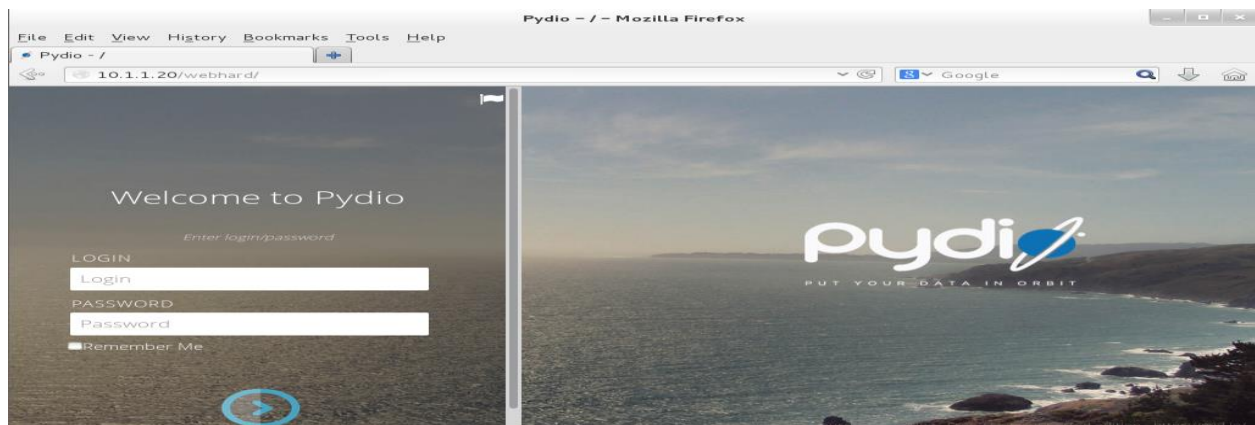 Pydio – / – Mozilla Firefox
File Edit View History Bookmarks Tools Help
Pydio - /
10.1.1.20/webhard/
Google
Welcome to Pydio
Enter login/password
LOGIN
Login
PASSWORD
Password
Remember Me
pydio
PUT YOUR DATA IN ORBIT